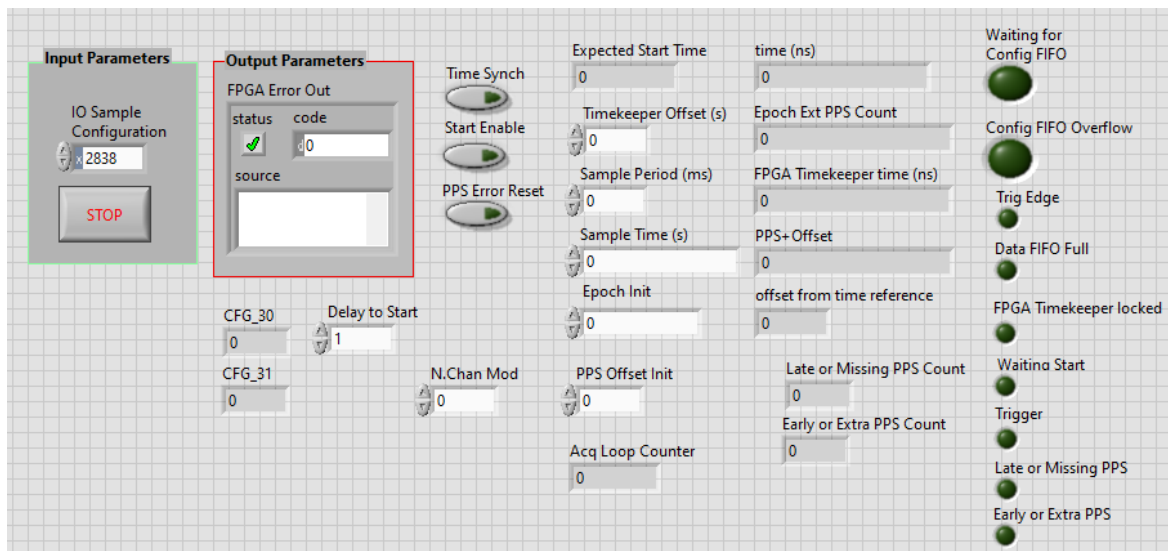 Input Parameters
IO Sample
Configuration
x 2838
STOP
Output Parameters
FPGA Error Out
status
code
d 0
source
Time Synch
Start Enable
PPS Error Reset
Expected Start Time
0
Timekeeper Offset (s)
0
Sample Period (ms)
0
Sample Time (s)
0
Epoch Init
0
time (ns)
0
Epoch Ext PPS Count
0
FPGA Timekeeper time (ns)
0
PPS+Offset
0
offset from time reference
0
CFG_30
0
Delay to Start
1
CFG_31
0
N.Chan Mod
0
PPS Offset Init
0
Late or Missing PPS Count
0
Early or Extra PPS Count
0
Acq Loop Counter
0
Waiting for
Config FIFO
Config FIFO Overflow
Trig Edge
Data FIFO Full
FPGA Timekeeper locked
Waiting Start
Trigger
Late or Missing PPS
Early or Extra PPS